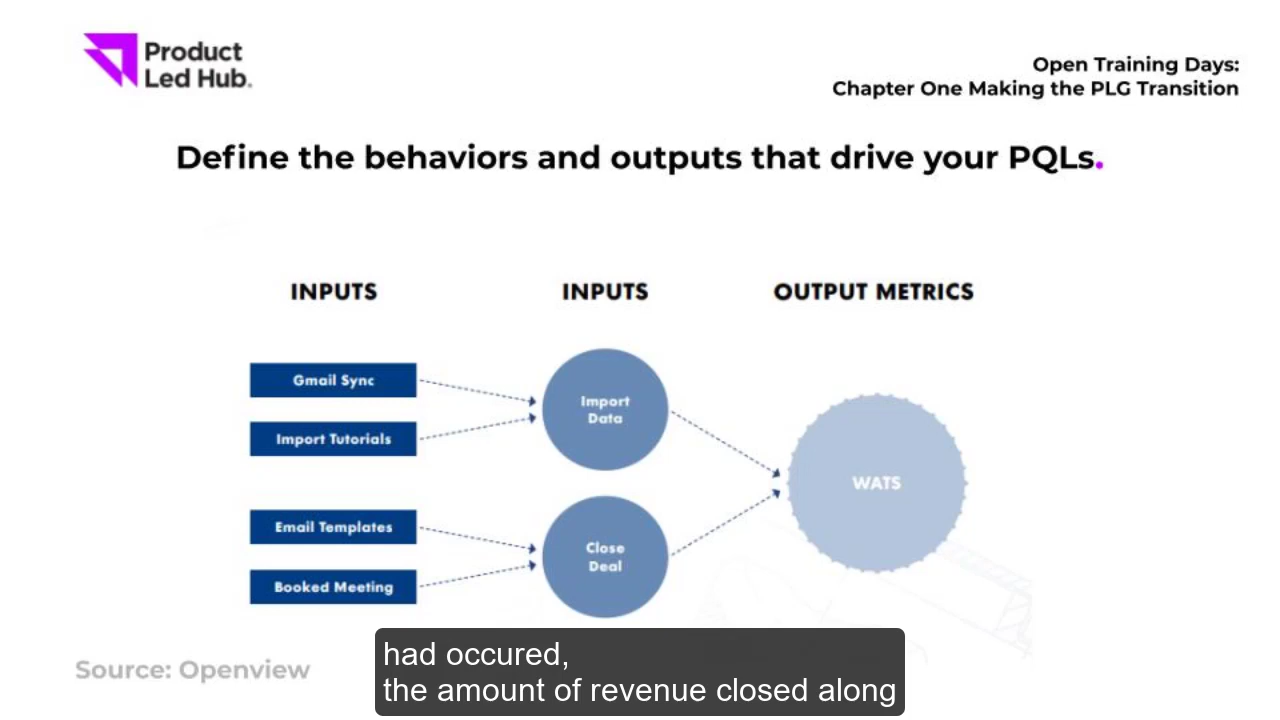 Product
Led Hub.
Open Training Days:
Chapter One Making the PLG Transition
Define the behaviors and outputs that drive your PQLs.
INPUTS
INPUTS
OUTPUT METRICS
Gmail Sync
Import Tutorials
Email Templates
Booked Meeting
Import
Data
Close
Deal
WATS
Source: Openview
had occured,
the amount of revenue closed along